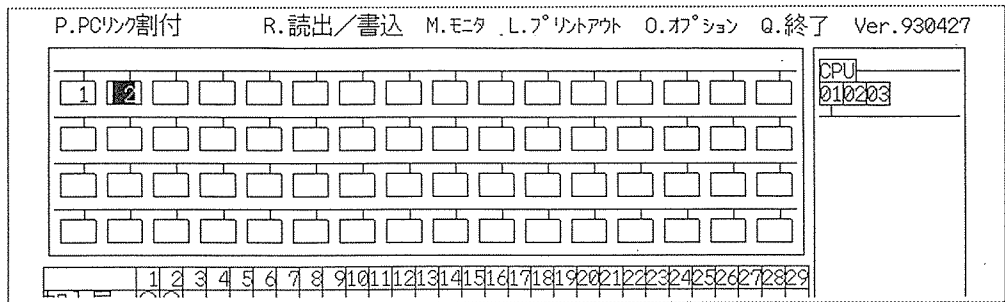 P.PCﾘﾝｸ割付 R.読出／書込 M.ﾓﾆﾀ L.ﾌﾟﾘﾝﾄｱｳﾄ O.ｵﾌﾟｼｮﾝ Q.終了 Ver.930427
CPU
1 2
010203
1 2 3 4 5 6 7 8 9 10 11 12 13 14 15 16 17 18 19 20 21 22 23 24 25 26 27 28 29